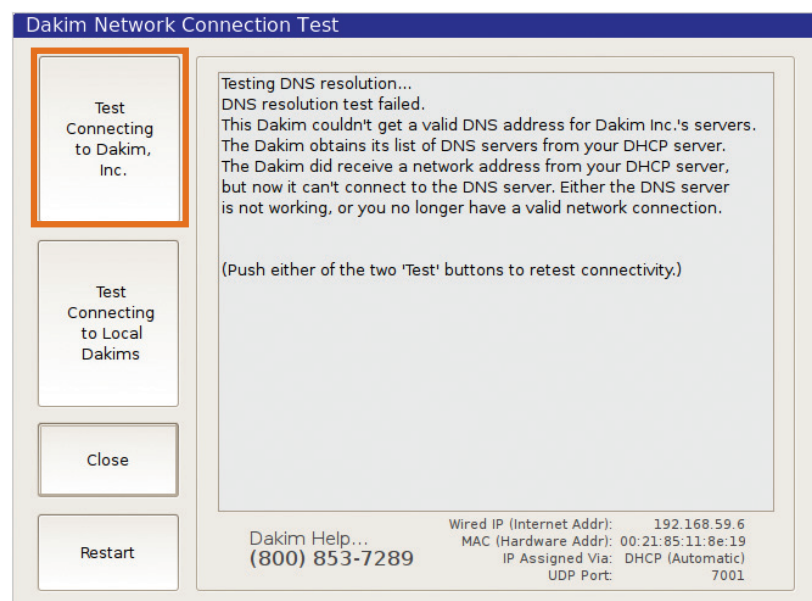 Dakim Network Connection Test
Test
Connecting
to Dakim,
Inc.
Test
Connecting
to Local
Dakims
Close
Restart
Testing DNS resolution...
DNS resolution test failed.
This Dakim couldn't get a valid DNS address for Dakim Inc.'s servers.
The Dakim obtains its list of DNS servers from your DHCP server.
The Dakim did receive a network address from your DHCP server,
but now it can't connect to the DNS server. Either the DNS server
is not working, or you no longer have a valid network connection.
(Push either of the two 'Test' buttons to retest connectivity.)
Dakim Help...
(800) 853-7289
Wired IP (Internet Addr): 192.168.59.6
MAC (Hardware Addr): 00:21:85:11:8e:19
IP Assigned Via: DHCP (Automatic)
UDP Port: 7001